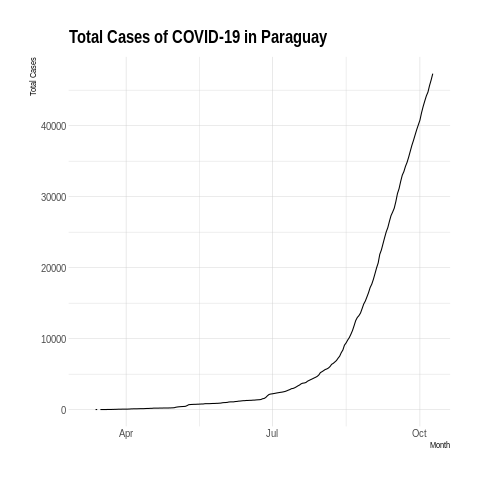 Total Cases of COVID-19 in Paraguay
Total Cases
40000
30000
20000
10000
0
Apr Jul Oct
Month